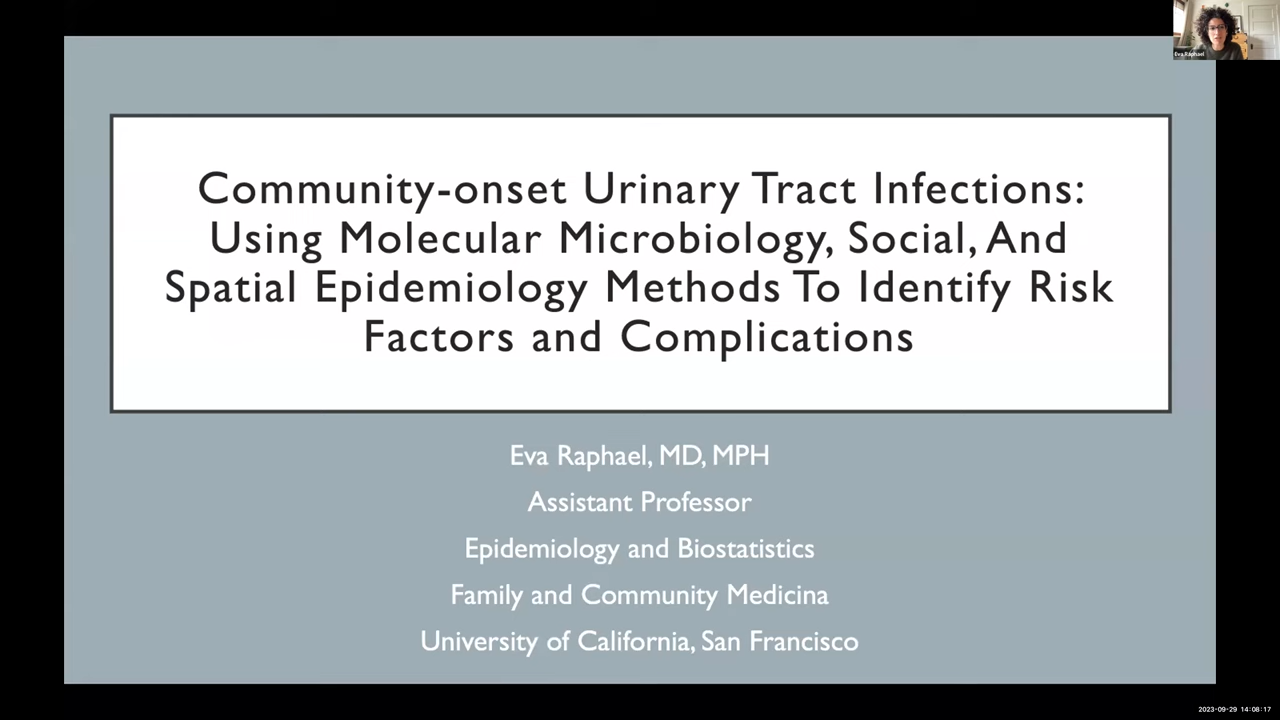 Eva Raphael
Community-onset Urinary Tract Infections:
Using Molecular Microbiology, Social, And
Spatial Epidemiology Methods To Identify Risk
Factors and Complications
Eva Raphael, MD, MPH
Assistant Professor
Epidemiology and Biostatistics
Family and Community Medicina
University of California, San Francisco
2023-09-29 14:08:17